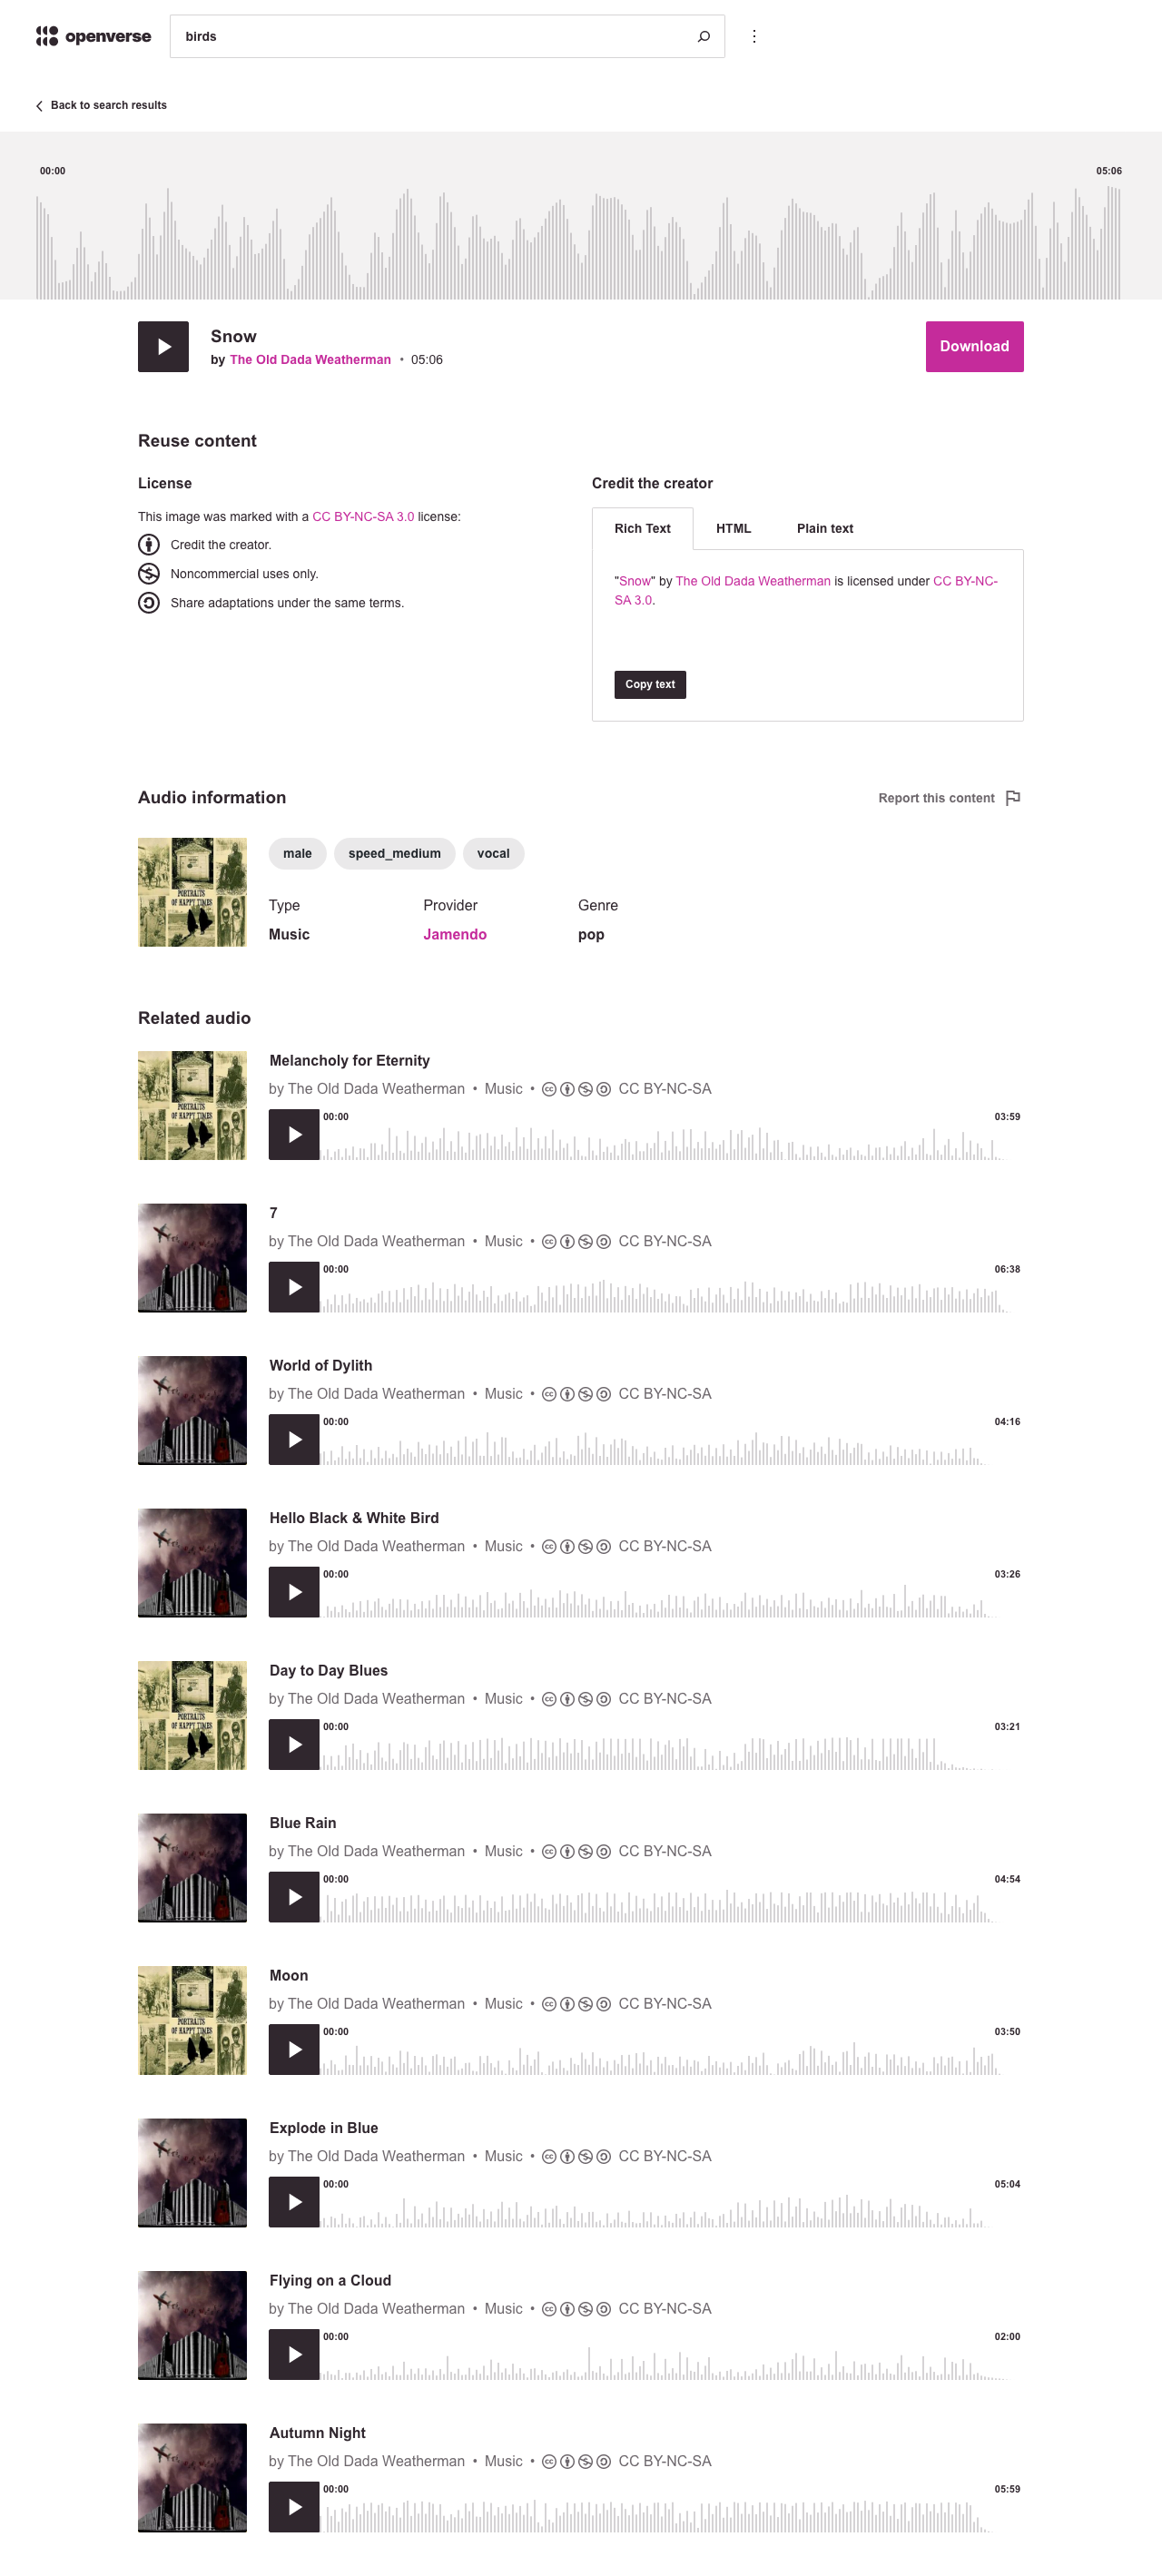 openverse
birds
Back to search results
00:00
05:06
Snow
by The Old Dada Weatherman • 05:06
Download
Reuse content
License
This image was marked with a CC BY-NC-SA 3.0 license:
Credit the creator.
Noncommercial uses only.
Share adaptations under the same terms.
Credit the creator
Rich Text
HTML
Plain text
"Snow" by The Old Dada Weatherman is licensed under CC BY-NC-
SA 3.0.
Copy text
Audio information
Report this content
PORTRAITS
OF HAPPY TIMES
male
speed_medium
vocal
Type
Provider
Genre
Music
Jamendo
pop
Related audio
PORTRAITS
OF HAPPY TIMES
Melancholy for Eternity
by The Old Dada Weatherman • Music • CC BY-NC-SA
00:00
03:59
7
by The Old Dada Weatherman • Music • CC BY-NC-SA
00:00
06:38
World of Dylith
by The Old Dada Weatherman • Music • CC BY-NC-SA
00:00
04:16
Hello Black & White Bird
by The Old Dada Weatherman • Music • CC BY-NC-SA
00:00
03:26
PORTRAITS
OF HAPPY TIMES
Day to Day Blues
by The Old Dada Weatherman • Music • CC BY-NC-SA
00:00
03:21
Blue Rain
by The Old Dada Weatherman • Music • CC BY-NC-SA
00:00
04:54
PORTRAITS
OF HAPPY TIMES
Moon
by The Old Dada Weatherman • Music • CC BY-NC-SA
00:00
03:50
Explode in Blue
by The Old Dada Weatherman • Music • CC BY-NC-SA
00:00
05:04
Flying on a Cloud
by The Old Dada Weatherman • Music • CC BY-NC-SA
00:00
02:00
Autumn Night
by The Old Dada Weatherman • Music • CC BY-NC-SA
00:00
05:59